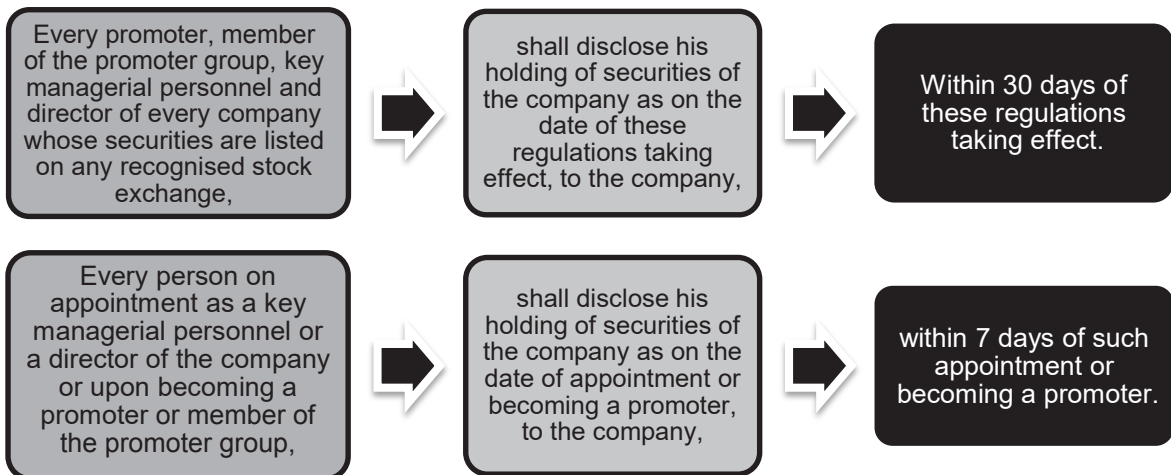 Every promoter, member
of the promoter group, key
managerial personnel and
director of every company
whose securities are listed
on any recognised stock
exchange,
shall disclose his
holding of securities of
the company as on the
date of these
regulations taking
effect, to the company,
Within 30 days of
these regulations
taking effect.
Every person on
appointment as a key
managerial personnel or
a director of the company
or upon becoming a
promoter or member of
the promoter group,
shall disclose his
holding of securities of
the company as on the
date of appointment or
becoming a promoter,
to the company,
within 7 days of such
appointment or
becoming a promoter.